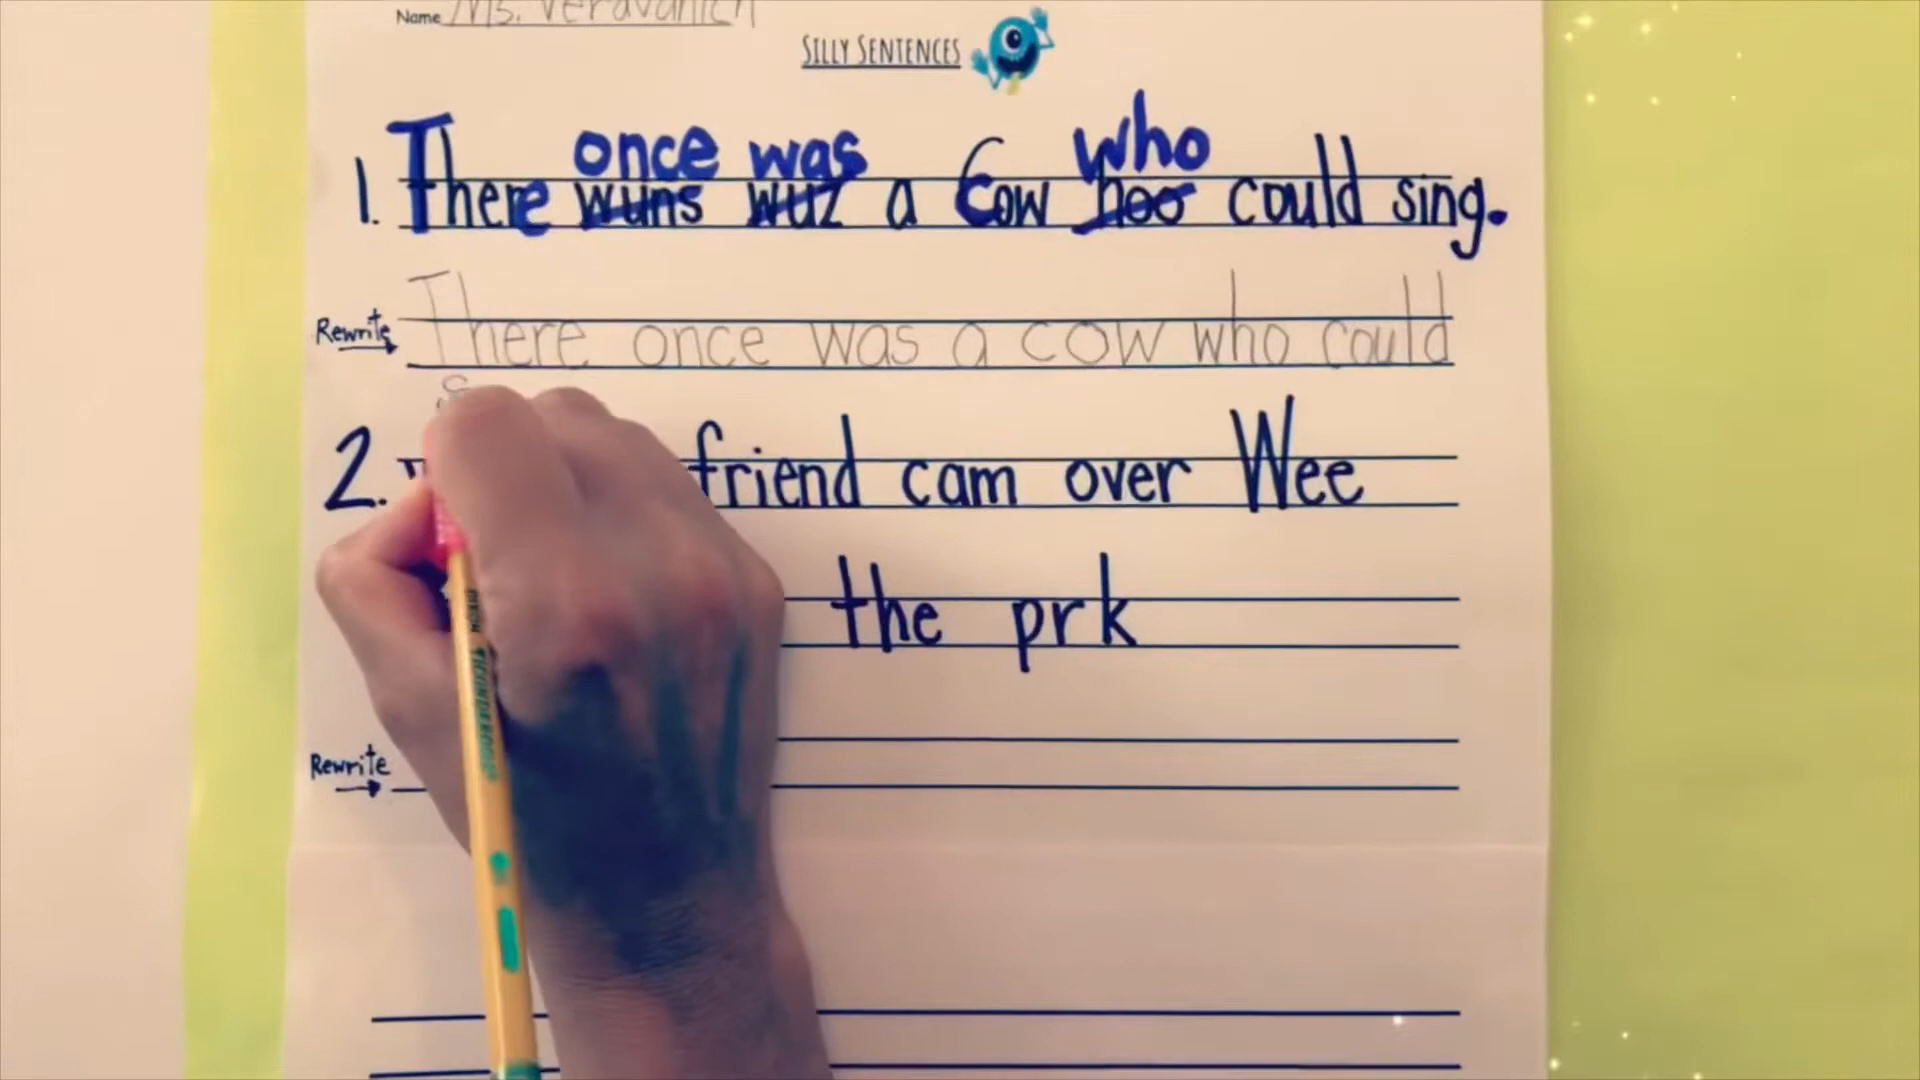 Name Ms. Veravanich
SILLY SENTENCES
once was who
1. There wuns wuz a Cow hoo could sing.
Rewrite There once was a cow who could
s
2. friend cam over Wee
the prk
Rewrite